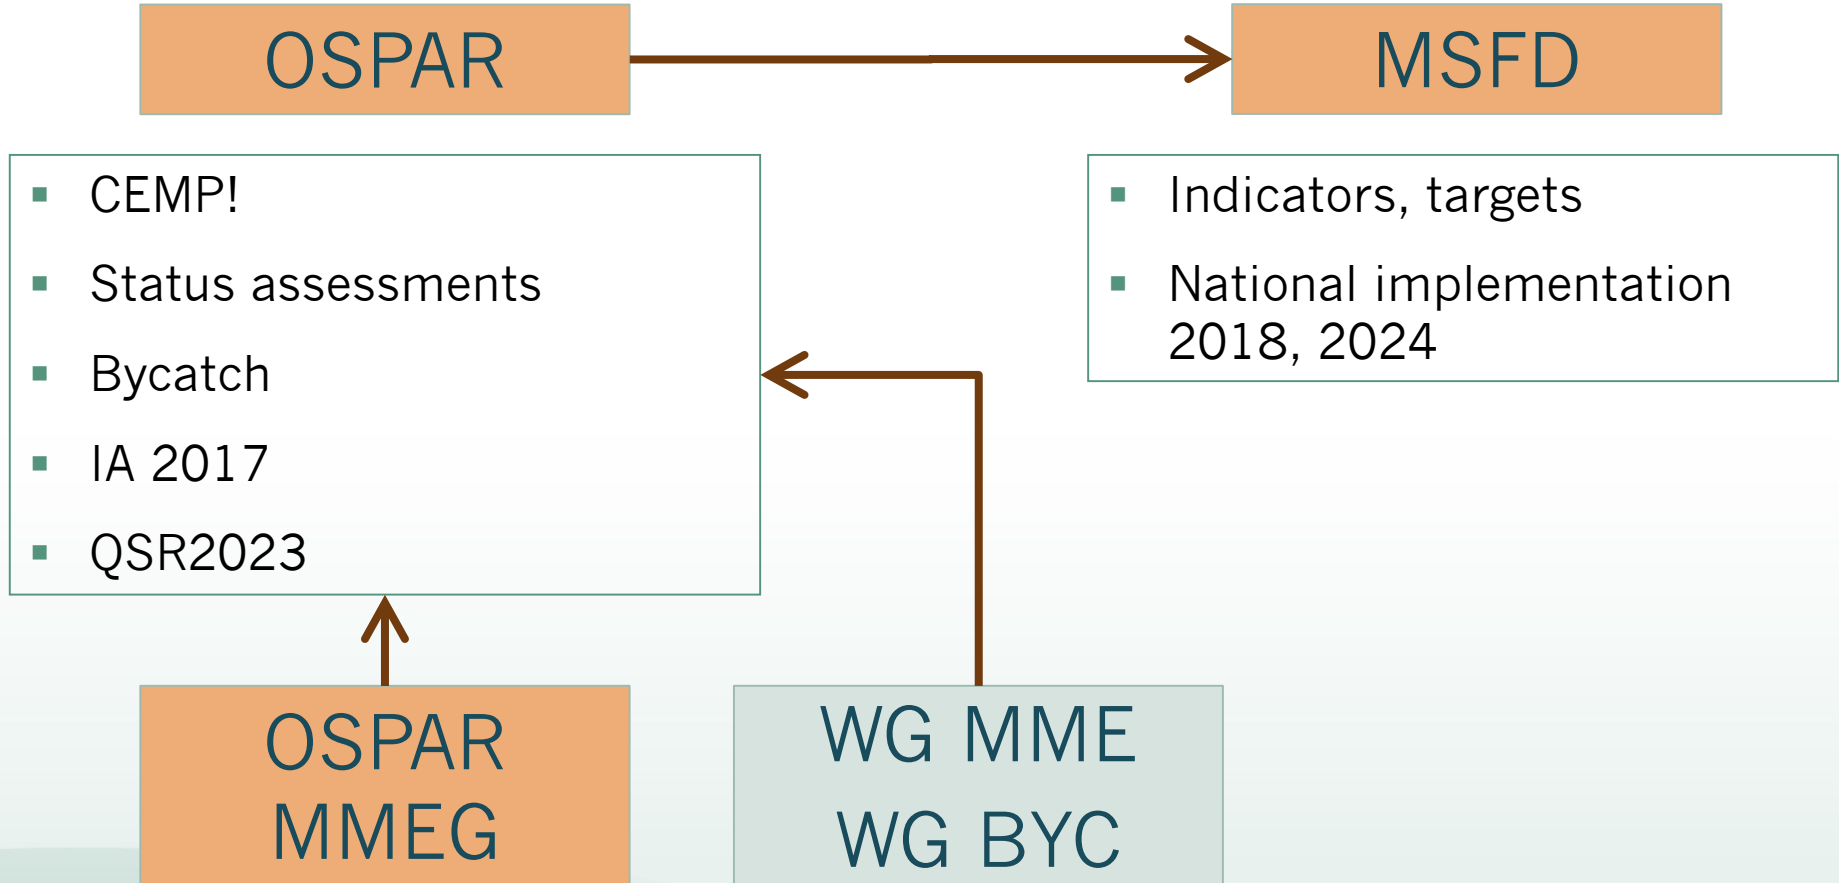 OSPAR
MSFD
▪ CEMP!
▪ Status assessments
▪ Bycatch
▪ IA 2017
▪ QSR2023
▪ Indicators, targets
▪ National implementation
2018, 2024
OSPAR
MMEG
WG MME
WG BYC